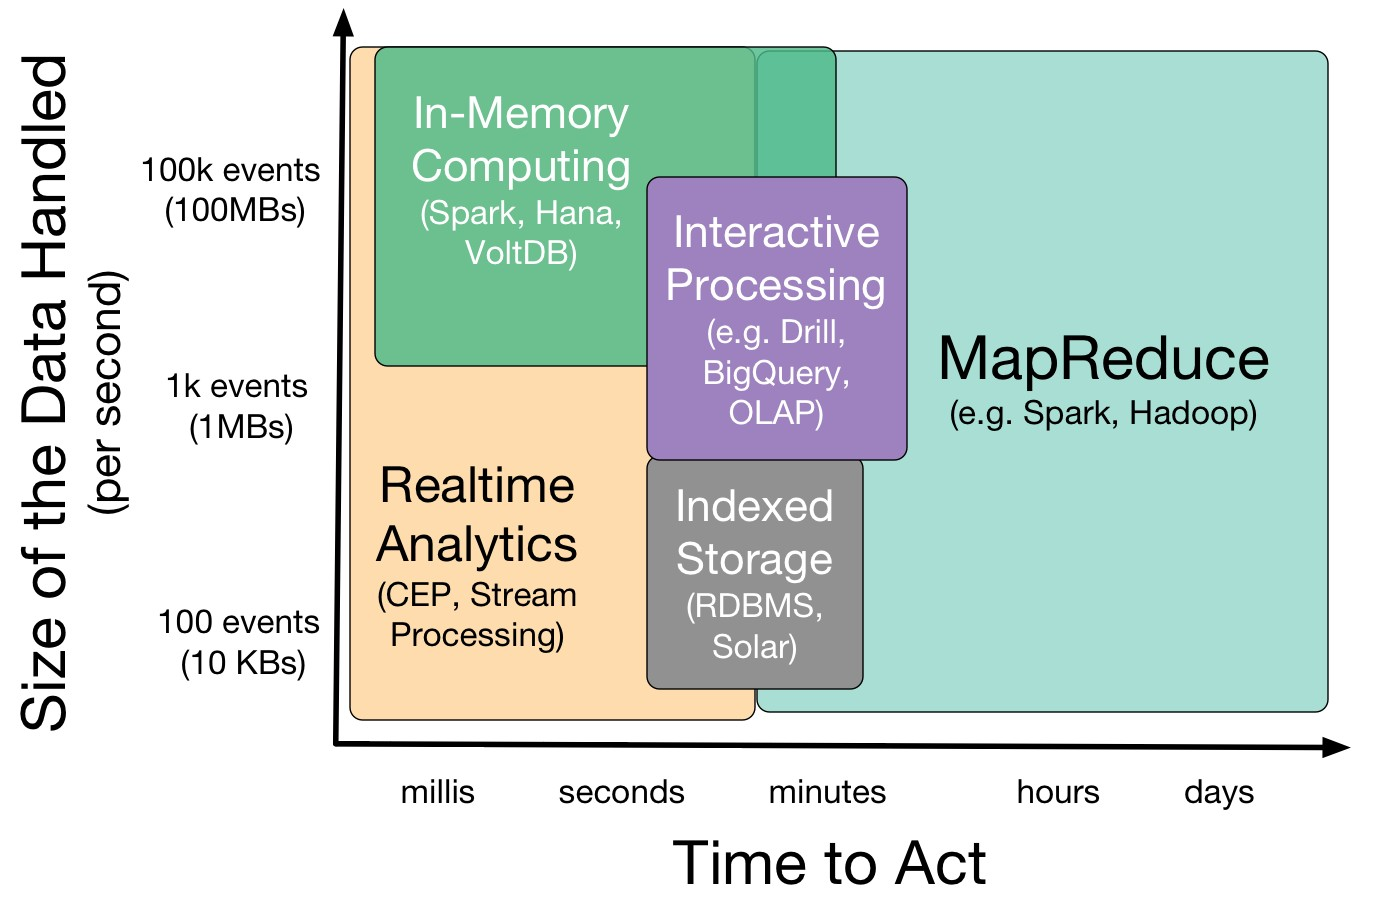 Size of the Data Handled
(per second)
100k events
(100MBs)
1k events
(1MBs)
100 events
(10 KBs)
In-Memory
Computing
(Spark, Hana,
VoltDB)
Interactive
Processing
(e.g. Drill,
BigQuery,
OLAP)
MapReduce
(e.g. Spark, Hadoop)
Realtime
Analytics
(CEP, Stream
Processing)
Indexed
Storage
(RDBMS,
Solar)
millis
seconds
minutes
hours
days
Time to Act